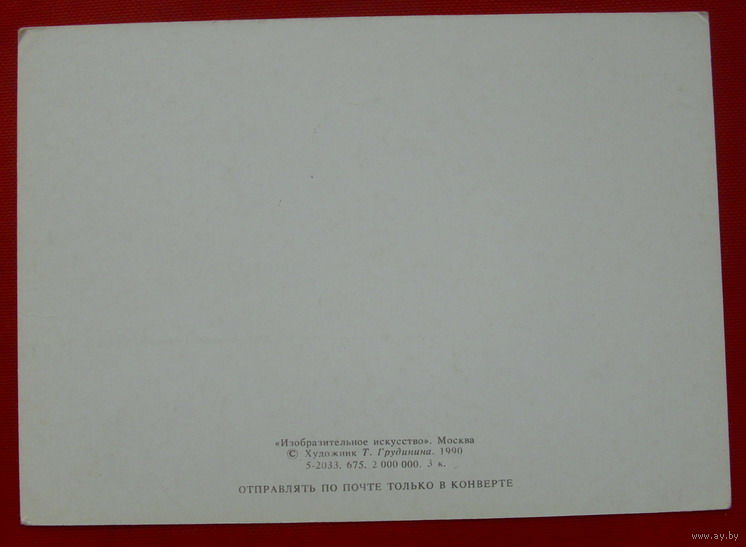 «Изобразительное искусство». Москва
© Художник Т. Грудинина. 1990
5-2033. 675. 2 000 000. 3 к.
ОТПРАВЛЯТЬ ПО ПОЧТЕ ТОЛЬКО В КОНВЕРТЕ
www.ay.by